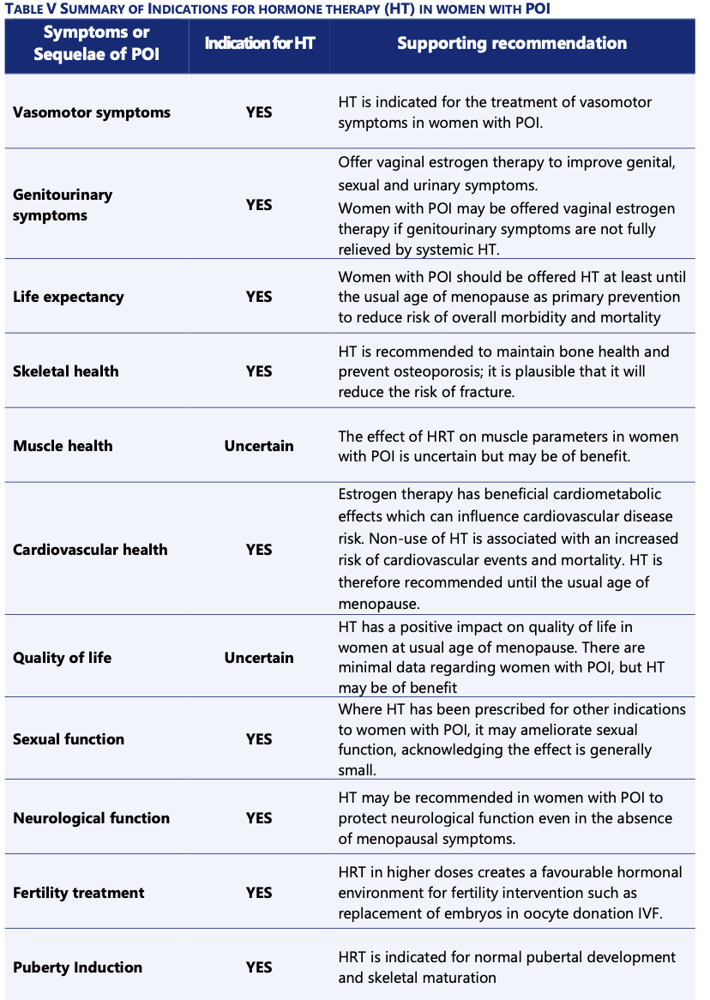 TABLE V SUMMARY OF INDICATIONS FOR HORMONE THERAPY (HT) IN WOMEN WITH POI
Symptoms or
Sequelae of POI
Indication for HT
Supporting recommendation
Vasomotor symptoms
YES
HT is indicated for the treatment of vasomotor
symptoms in women with POI.
Genitourinary
symptoms
YES
Offer vaginal estrogen therapy to improve genital,
sexual and urinary symptoms.
Women with POI may be offered vaginal estrogen
therapy if genitourinary symptoms are not fully
relieved by systemic HT.
Life expectancy
YES
Women with POI should be offered HT at least until
the usual age of menopause as primary prevention
to reduce risk of overall morbidity and mortality
Skeletal health
YES
HT is recommended to maintain bone health and
prevent osteoporosis; it is plausible that it will
reduce the risk of fracture.
Muscle health
Uncertain
The effect of HRT on muscle parameters in women
with POI is uncertain but may be of benefit.
Cardiovascular health
YES
Estrogen therapy has beneficial cardiometabolic
effects which can influence cardiovascular disease
risk. Non-use of HT is associated with an increased
risk of cardiovascular events and mortality. HT is
therefore recommended until the usual age of
menopause.
Quality of life
Uncertain
HT has a positive impact on quality of life in
women at usual age of menopause. There are
minimal data regarding women with POI, but HT
may be of benefit
Sexual function
YES
Where HT has been prescribed for other indications
to women with POI, it may ameliorate sexual
function, acknowledging the effect is generally
small.
Neurological function
YES
HT may be recommended in women with POI to
protect neurological function even in the absence
of menopausal symptoms.
Fertility treatment
YES
HRT in higher doses creates a favourable hormonal
environment for fertility intervention such as
replacement of embryos in oocyte donation IVF.
Puberty Induction
YES
HRT is indicated for normal pubertal development
and skeletal maturation